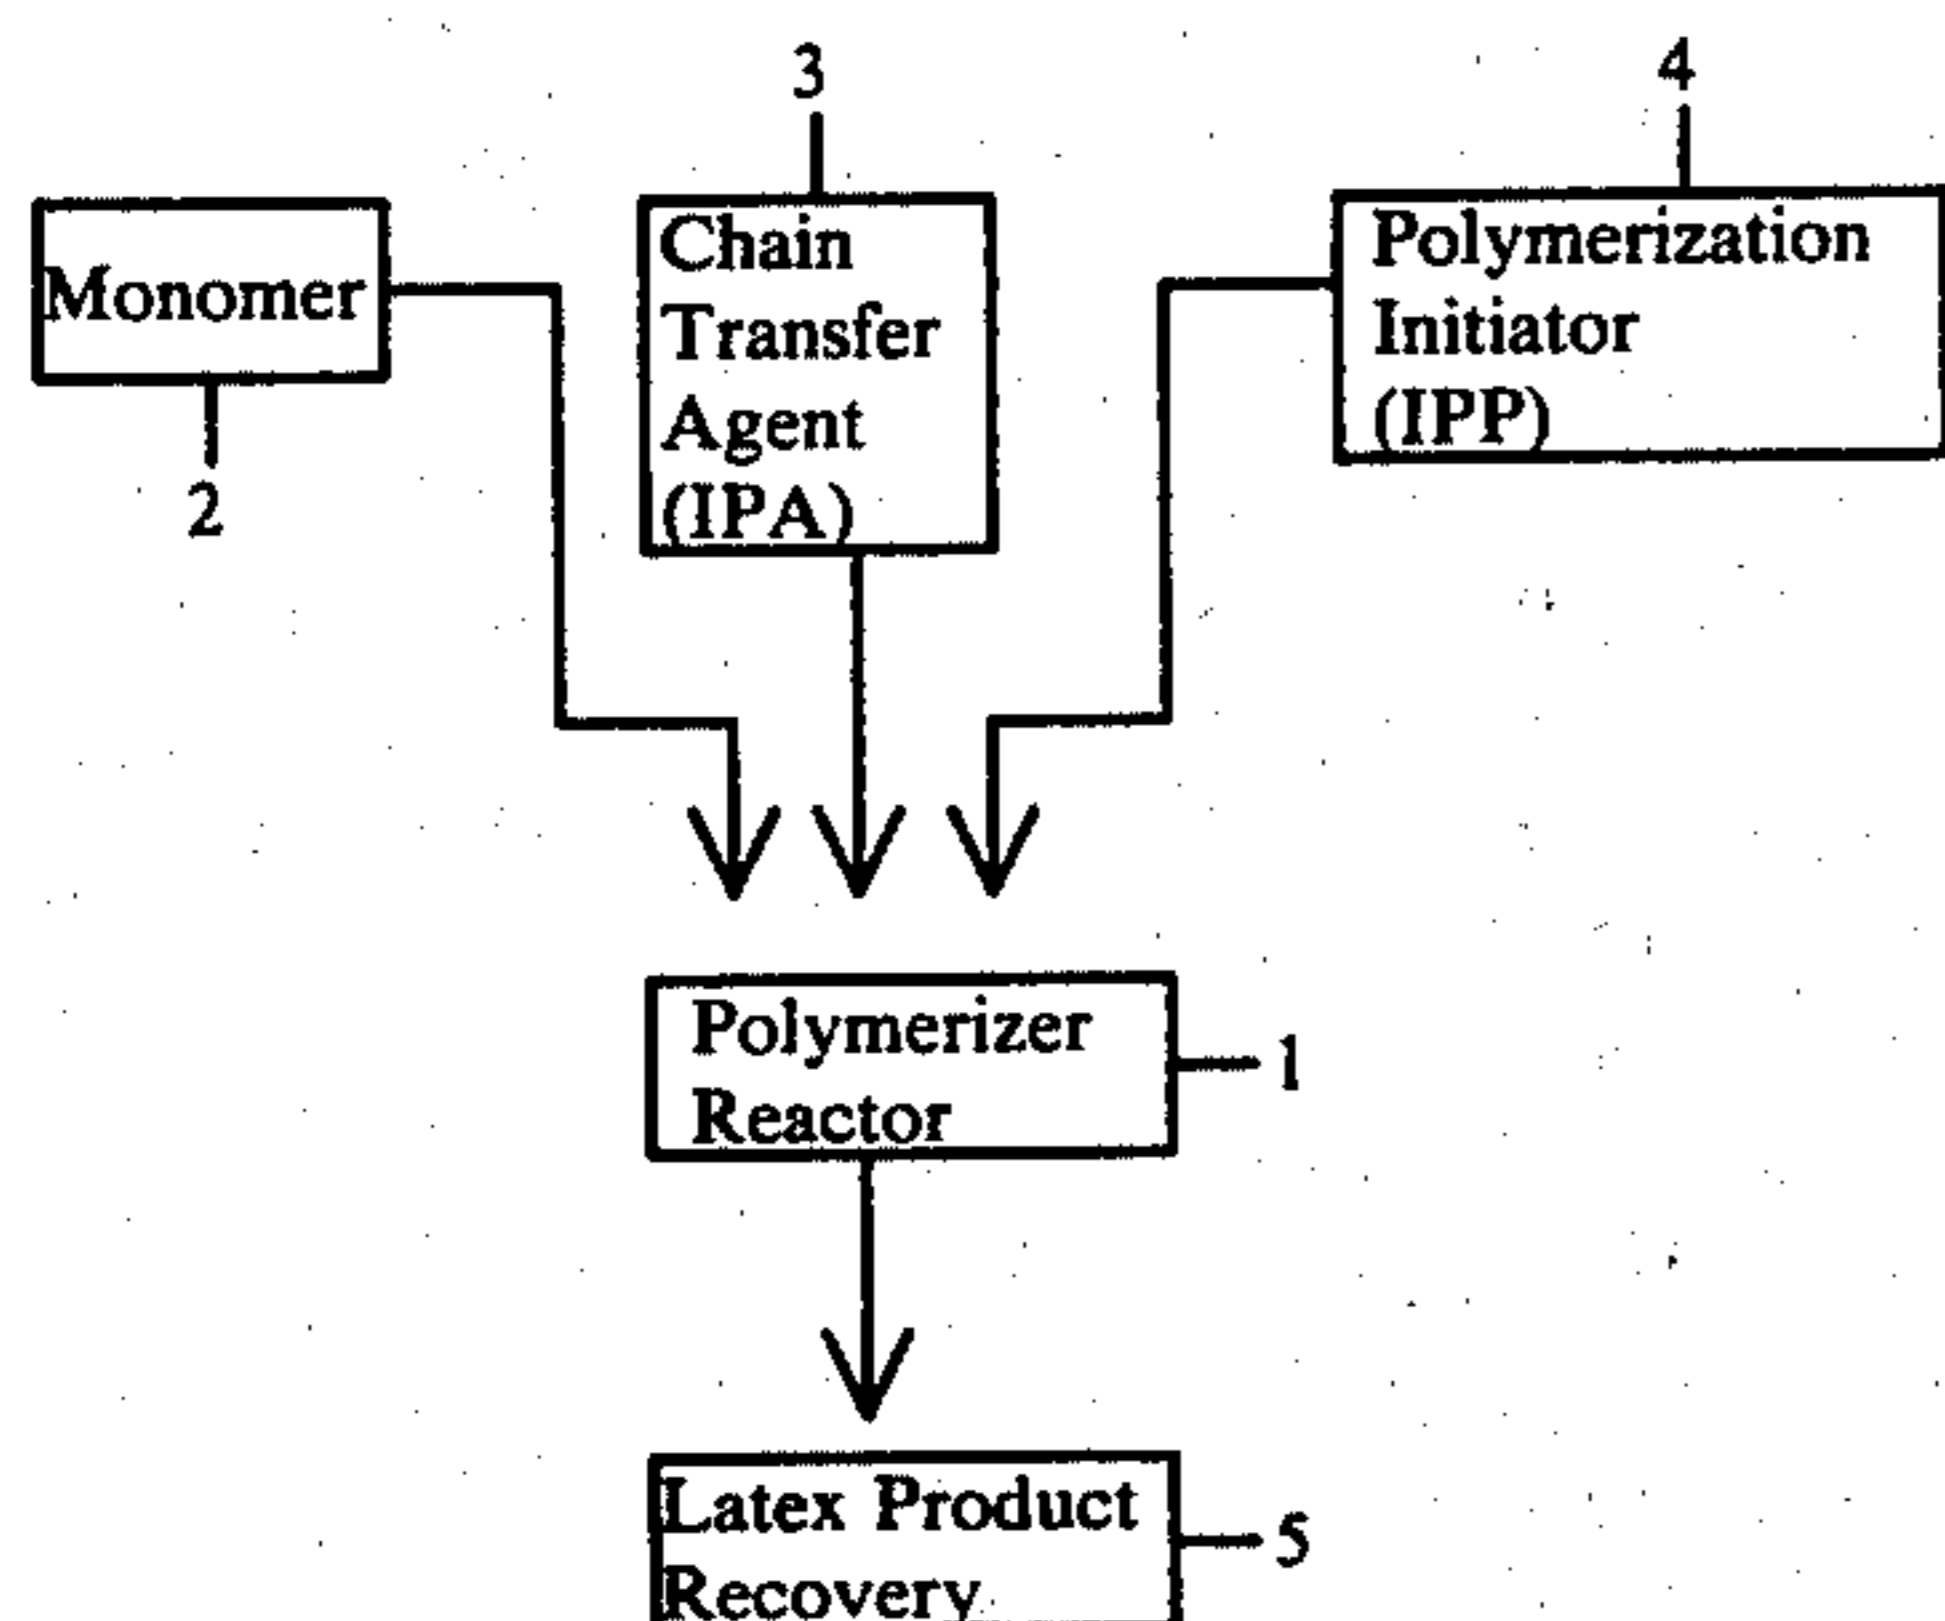 3
4
Monomer
2
Chain
Transfer
Agent
(IPA)
Polymerization
Initiator
(IPP)
Polymerizer
Reactor
1
Latex Product
Recovery
5